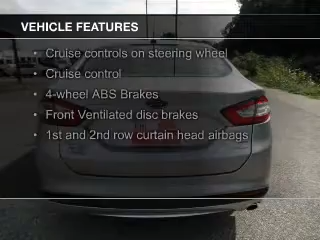 VEHICLE FEATURES
• Cruise controls on steering wheel
• Cruise control
• 4-wheel ABS Brakes
• Front Ventilated disc brakes
• 1st and 2nd row curtain head airbags